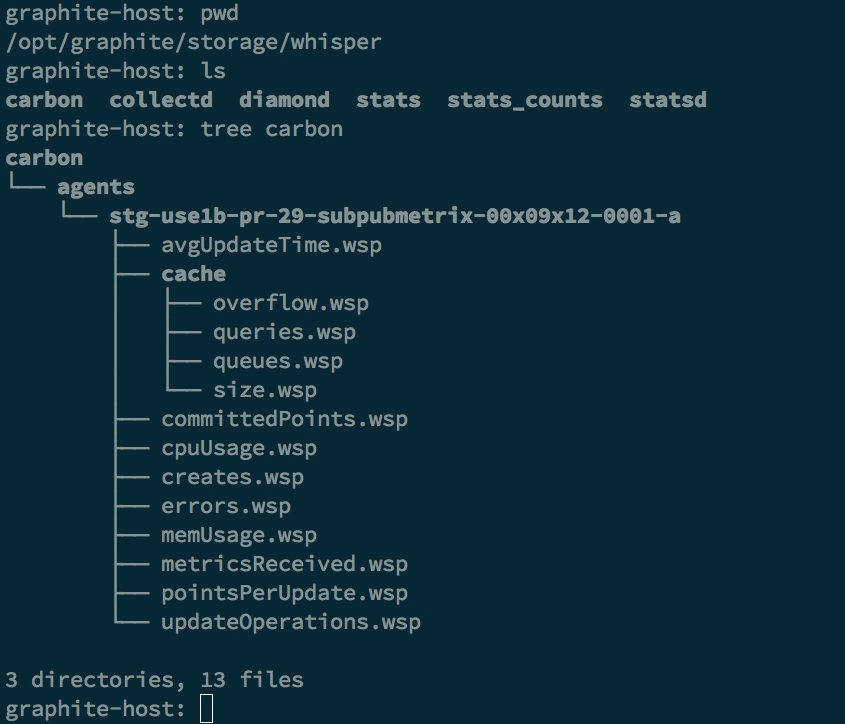 graphite-host: pwd
/opt/graphite/storage/whisper
graphite-host: ls
carbon  collectd  diamond  stats  stats_counts  statsd
graphite-host: tree carbon
carbon
└── agents
    └── stg-use1b-pr-29-subpubmetrix-00x09x12-0001-a
        ├── avgUpdateTime.wsp
        ├── cache
        │   ├── overflow.wsp
        │   ├── queries.wsp
        │   ├── queues.wsp
        │   └── size.wsp
        ├── committedPoints.wsp
        ├── cpuUsage.wsp
        ├── creates.wsp
        ├── errors.wsp
        ├── memUsage.wsp
        ├── metricsReceived.wsp
        ├── pointsPerUpdate.wsp
        └── updateOperations.wsp

3 directories, 13 files
graphite-host: